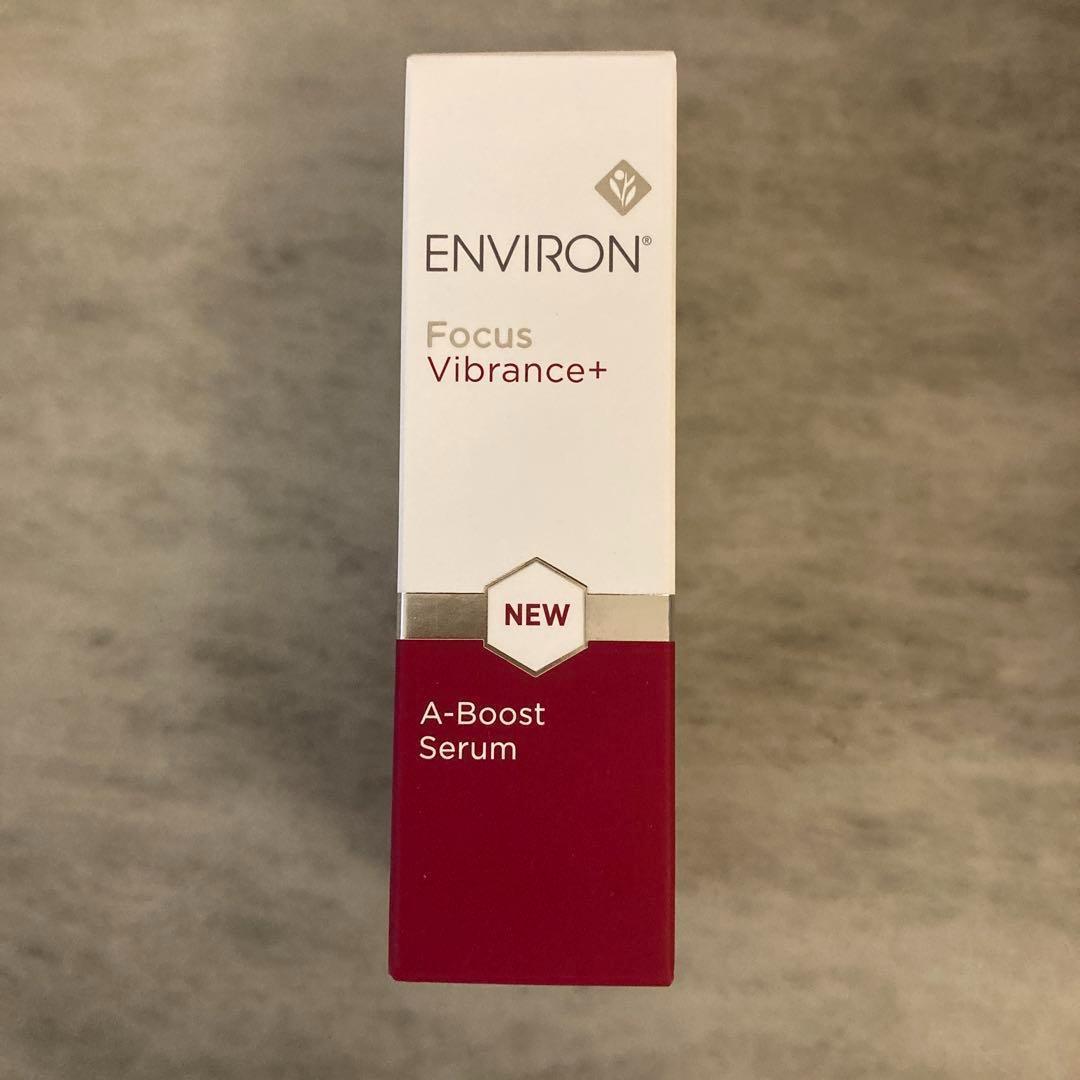 ENVIRON®
Focus
Vibrance+
NEW
A-Boost
Serum